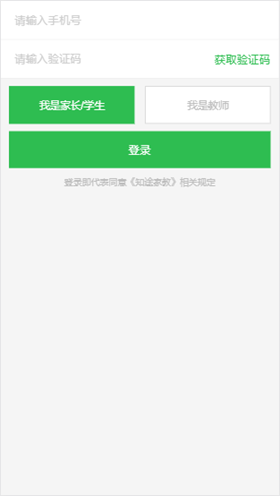 请输入手机号
请输入验证码 获取验证码
我是家长/学生 我是教师
登录
登录即代表同意《知途家教》相关规定